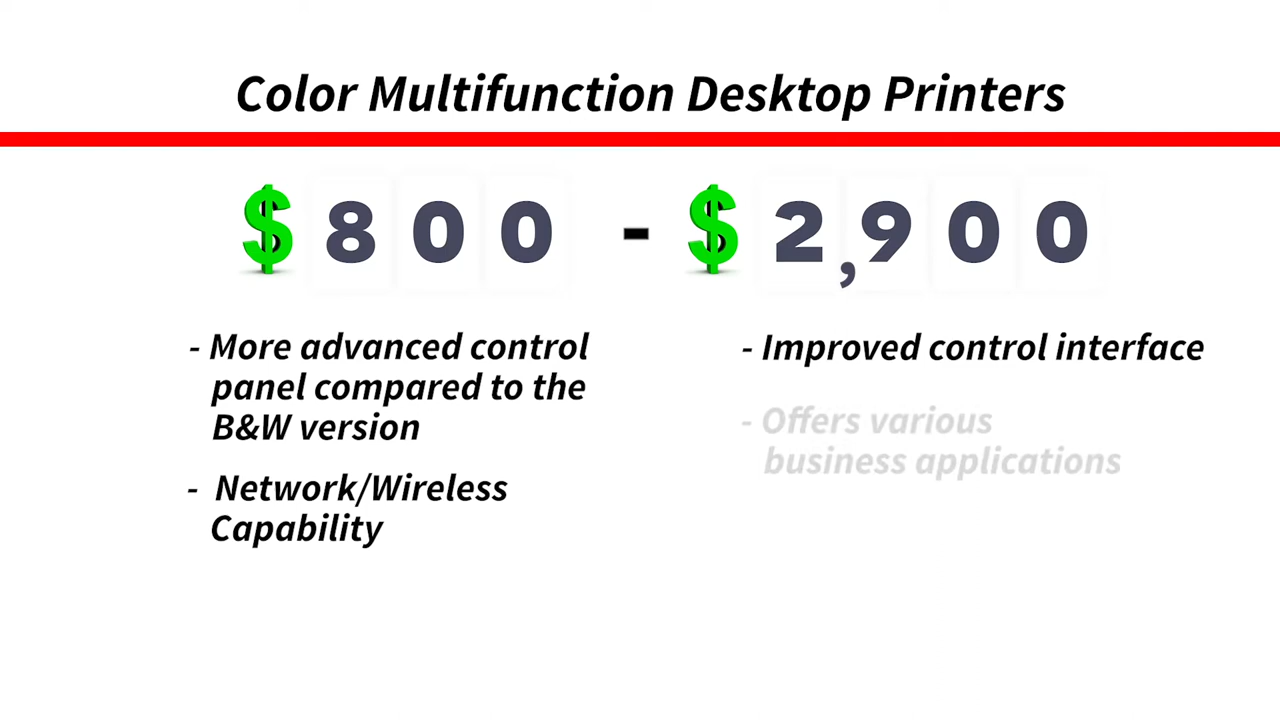 Color Multifunction Desktop Printers
$800 - $2,900
- More advanced control
panel compared to the
B&W version
- Network/Wireless
Capability
- Improved control interface
- Offers various
business applications